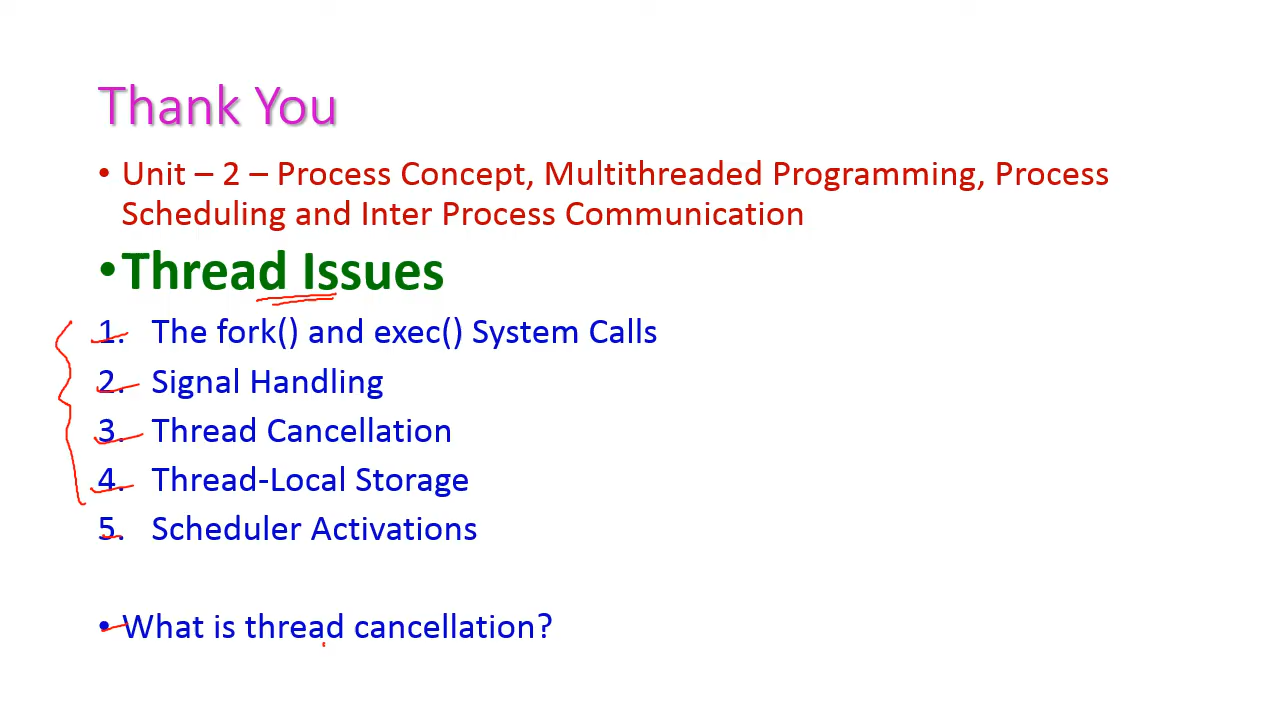 Thank You
• Unit – 2 – Process Concept, Multithreaded Programming, Process
Scheduling and Inter Process Communication
•Thread Issues
1. The fork() and exec() System Calls
2. Signal Handling
3. Thread Cancellation
4. Thread-Local Storage
5. Scheduler Activations
• What is thread cancellation?